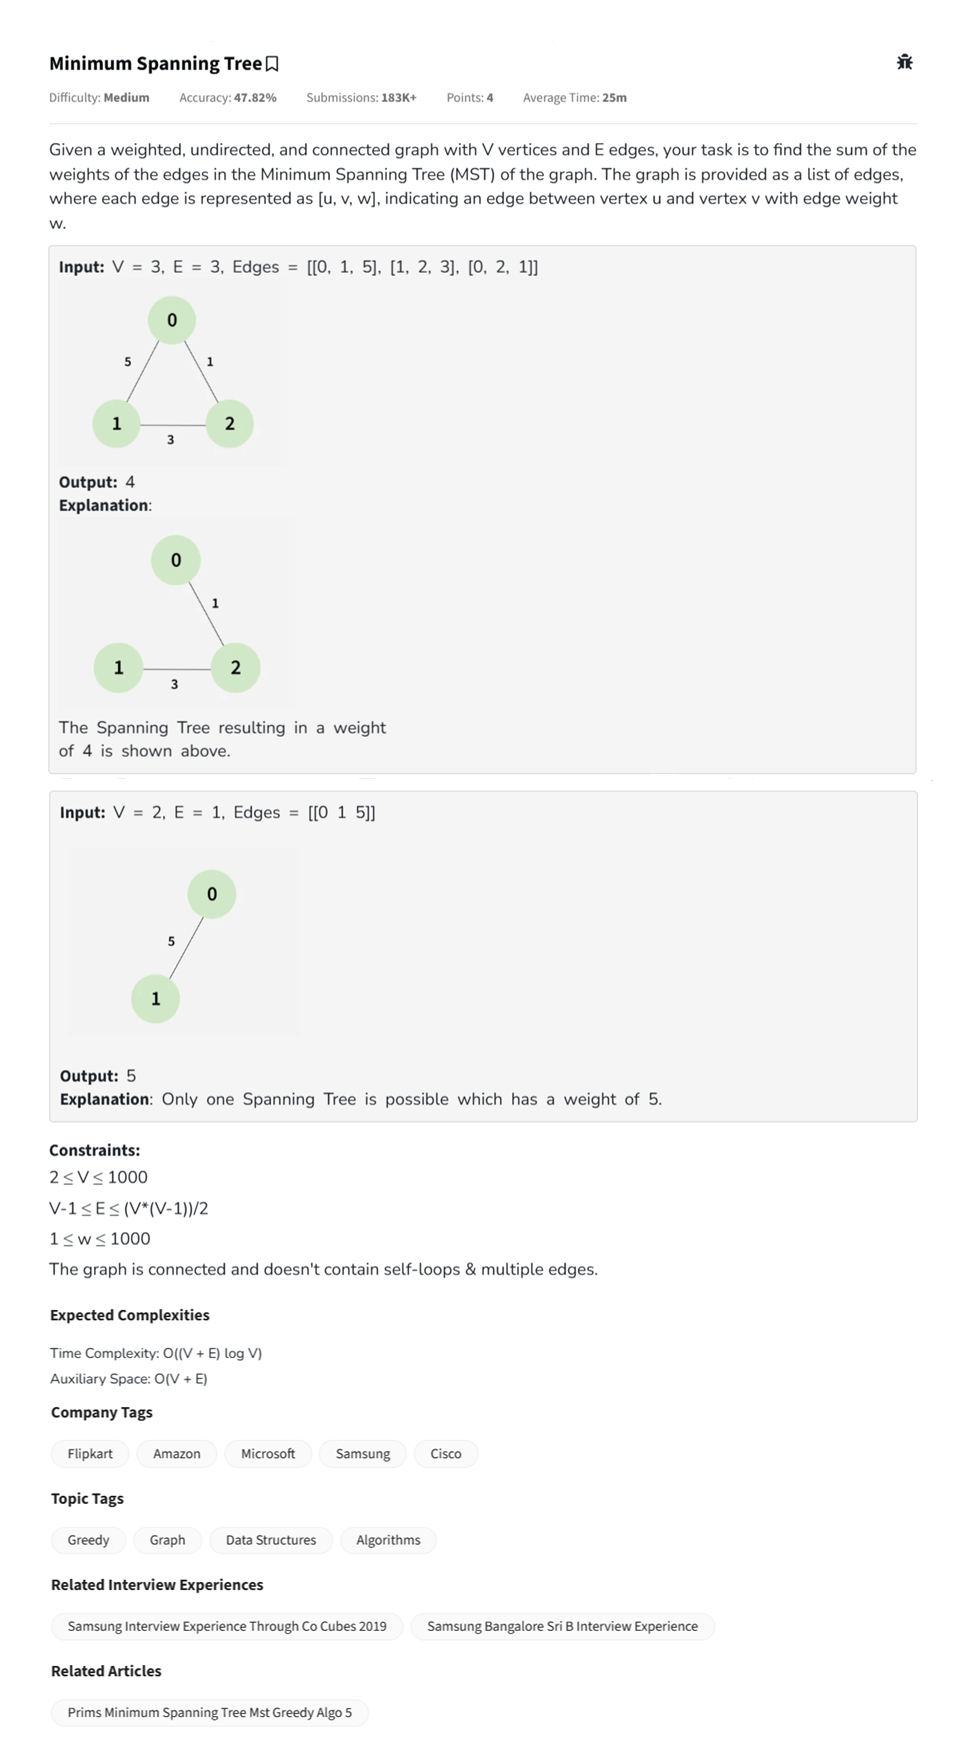 Minimum Spanning Tree
Difficulty: Medium Accuracy: 47.82% Submissions: 183K+ Points: 4 Average Time: 25m
Given a weighted, undirected, and connected graph with V vertices and E edges, your task is to find the sum of the
weights of the edges in the Minimum Spanning Tree (MST) of the graph. The graph is provided as a list of edges,
where each edge is represented as [u, v, w], indicating an edge between vertex u and vertex v with edge weight
w.
Input: V = 3, E = 3, Edges = [[0, 1, 5], [1, 2, 3], [0, 2, 1]]
0
5 1
1 2
3
Output: 4
Explanation:
0
1
1 2
3
The Spanning Tree resulting in a weight
of 4 is shown above.
Input: V = 2, E = 1, Edges = [[0 1 5]]
0
5
1
Output: 5
Explanation: Only one Spanning Tree is possible which has a weight of 5.
Constraints:
2 ≤ V ≤ 1000
V-1 ≤ E ≤ (V*(V-1))/2
1 ≤ w ≤ 1000
The graph is connected and doesn't contain self-loops & multiple edges.
Expected Complexities
Time Complexity: O((V + E) log V)
Auxiliary Space: O(V + E)
Company Tags
Flipkart Amazon Microsoft Samsung Cisco
Topic Tags
Greedy Graph Data Structures Algorithms
Related Interview Experiences
Samsung Interview Experience Through Co Cubes 2019 Samsung Bangalore Sri B Interview Experience
Related Articles
Prims Minimum Spanning Tree Mst Greedy Algo 5